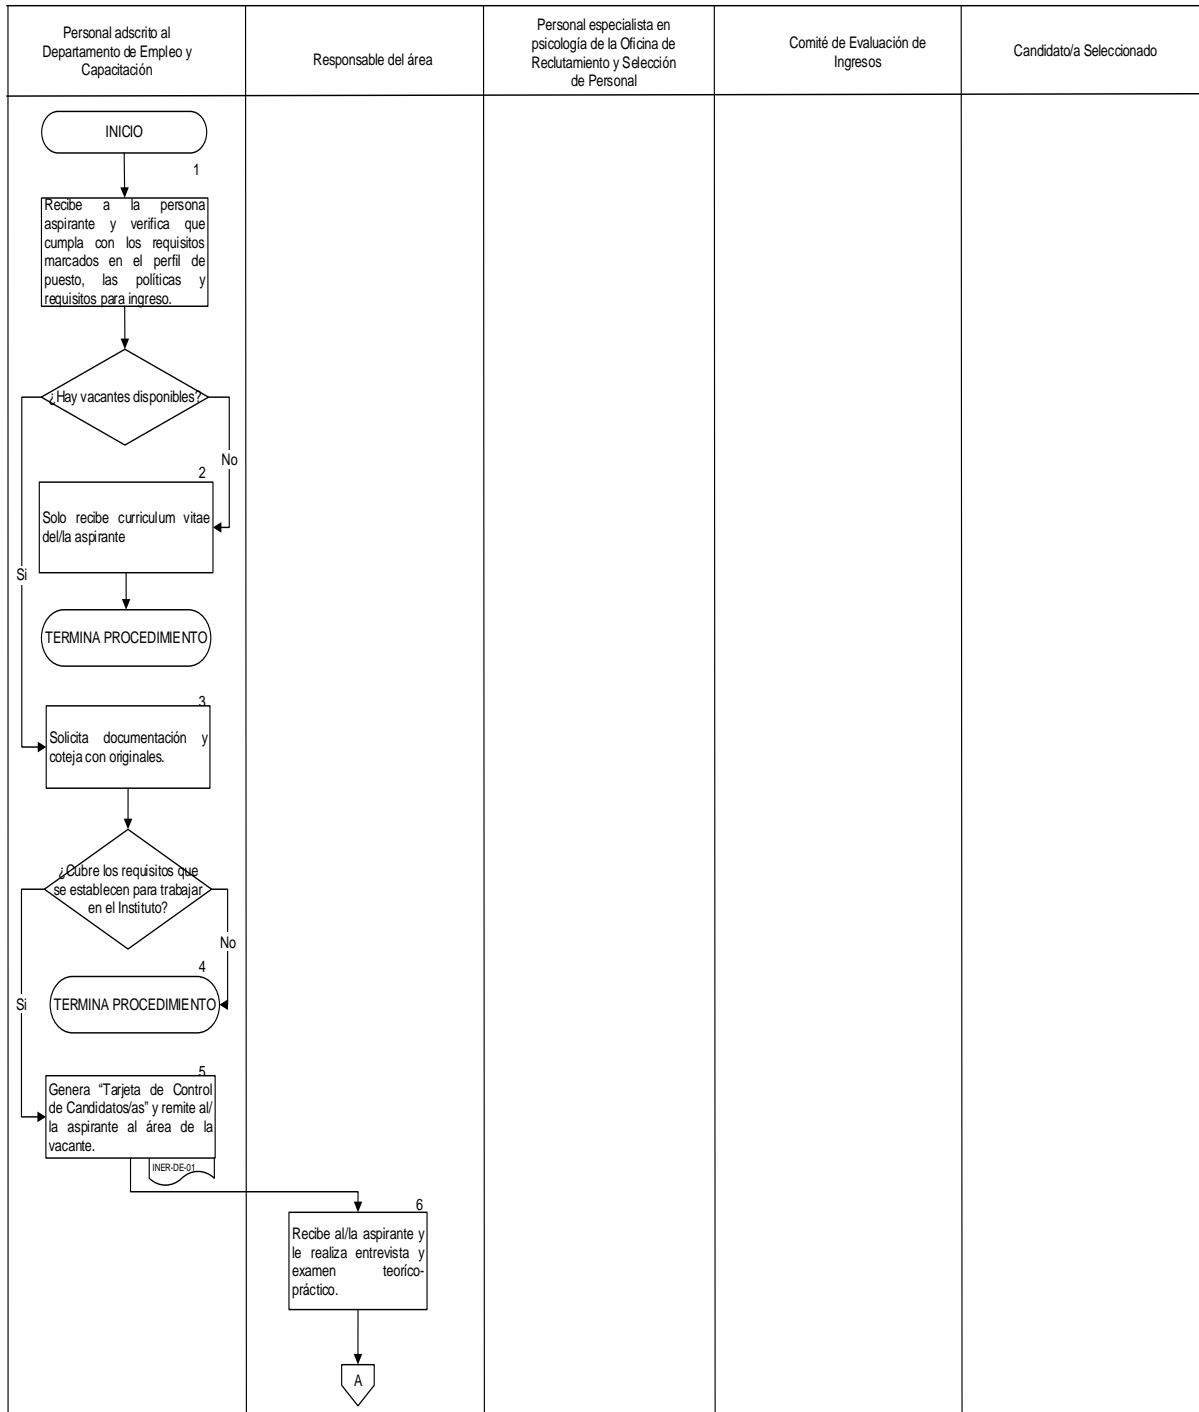 Personal adscrito al
Departamento de Empleo y
Capacitación
Responsable del área
Personal especialista en
psicología de la Oficina de
Reclutamiento y Selección
de Personal
Comité de Evaluación de
Ingresos
Candidato/a Seleccionado
INICIO
1
Recibe a la persona
aspirante y verifica que
cumpla con los requisitos
marcados en el perfil de
puesto, las políticas y
requisitos para ingreso.
¿Hay vacantes disponibles?
No
2
Solo recibe curriculum vitae
del/la aspirante
Si
TERMINA PROCEDIMIENTO
3
Solicita documentación y
coteja con originales.
¿Cubre los requisitos que
se establecen para trabajar
en el Instituto?
No
4
Si
TERMINA PROCEDIMIENTO
5
Genera “Tarjeta de Control
de Candidatos/as” y remite al/
la aspirante al área de la
vacante.
INER-DE-01
6
Recibe al/la aspirante y
le realiza entrevista y
examen teoríco-
práctico.
A